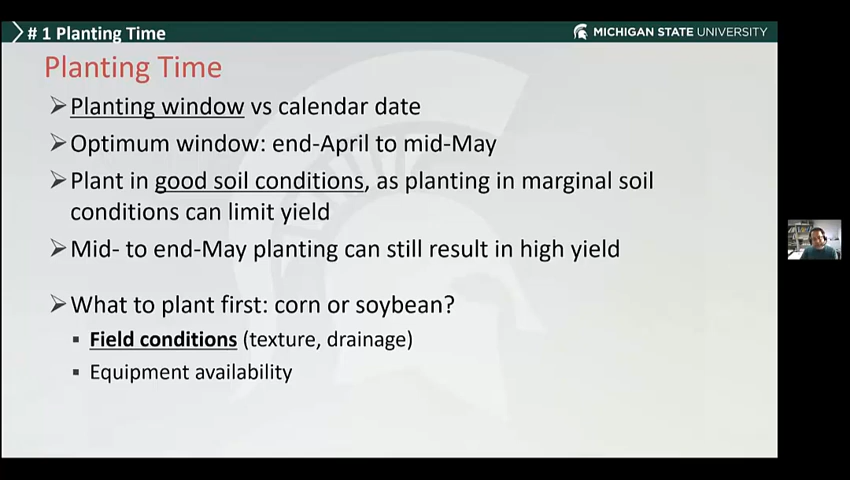 # 1 Planting Time
MICHIGAN STATE UNIVERSITY
Planting Time
Planting window vs calendar date
Optimum window: end-April to mid-May
Plant in good soil conditions, as planting in marginal soil
conditions can limit yield
Mid- to end-May planting can still result in high yield
What to plant first: corn or soybean?
Field conditions (texture, drainage)
Equipment availability